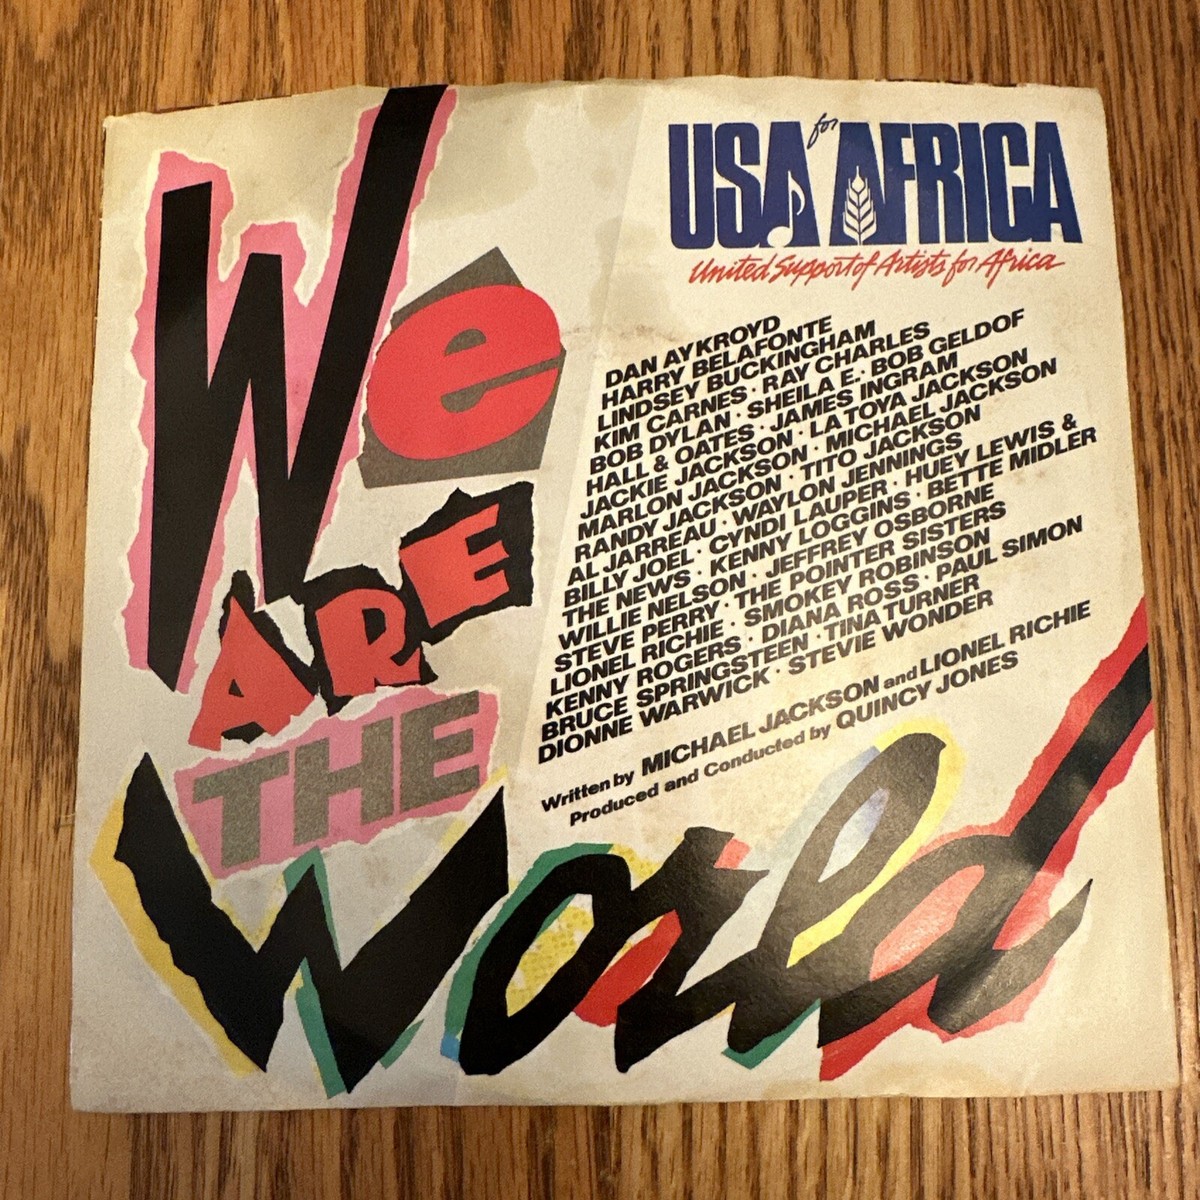 We
ARE
THE
World
USA for AFRICA
United Support of Artists for Africa
DAN AYKROYD
HARRY BELAFONTE
LINDSEY BUCKINGHAM
KIM CARNES · RAY CHARLES
BOB DYLAN · SHEILA E. · BOB GELDOF
HALL & OATES · JAMES INGRAM
JACKIE JACKSON · LA TOYA JACKSON
MARLON JACKSON · MICHAEL JACKSON
RANDY JACKSON · TITO JACKSON
AL JARREAU · WAYLON JENNINGS
BILLY JOEL · CYNDI LAUPER · HUEY LEWIS &
THE NEWS · KENNY LOGGINS · BETTE MIDLER
WILLIE NELSON · JEFFREY OSBORNE
STEVE PERRY · THE POINTER SISTERS
LIONEL RICHIE · SMOKEY ROBINSON
KENNY ROGERS · DIANA ROSS · PAUL SIMON
BRUCE SPRINGSTEEN · TINA TURNER
DIONNE WARWICK · STEVIE WONDER
Written by MICHAEL JACKSON and LIONEL RICHIE
Produced and Conducted by QUINCY JONES